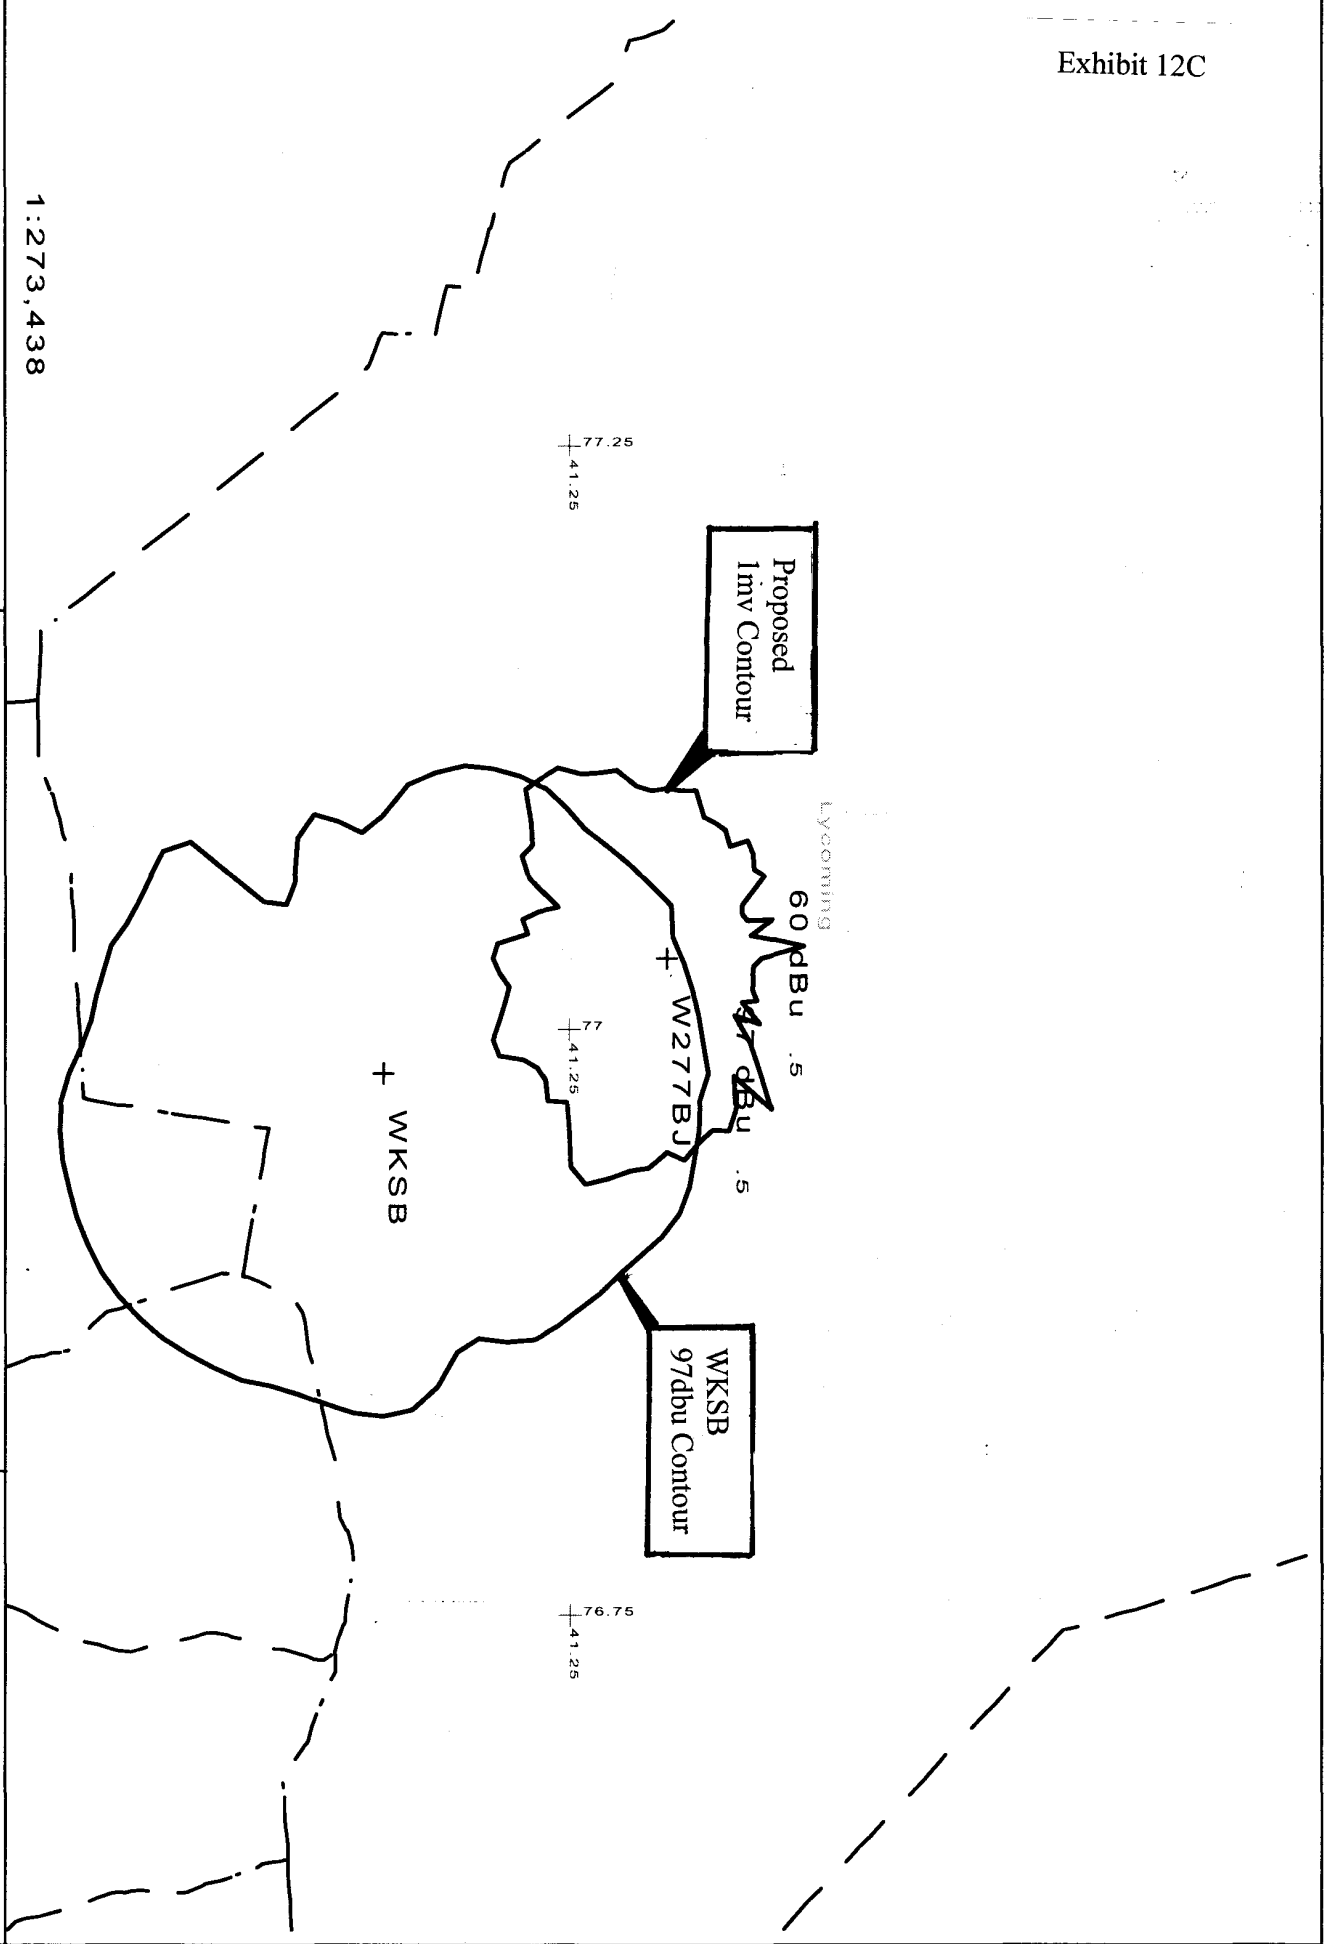 Exhibit 12C
Proposed
1mv Contour
Lycoming
60 dBu .5
97 dBu .5
77.25
41.25
+ W277BJ
77
41.25
+ WKSB
WKSB
97dbu Contour
76.75
41.25
1:273,438